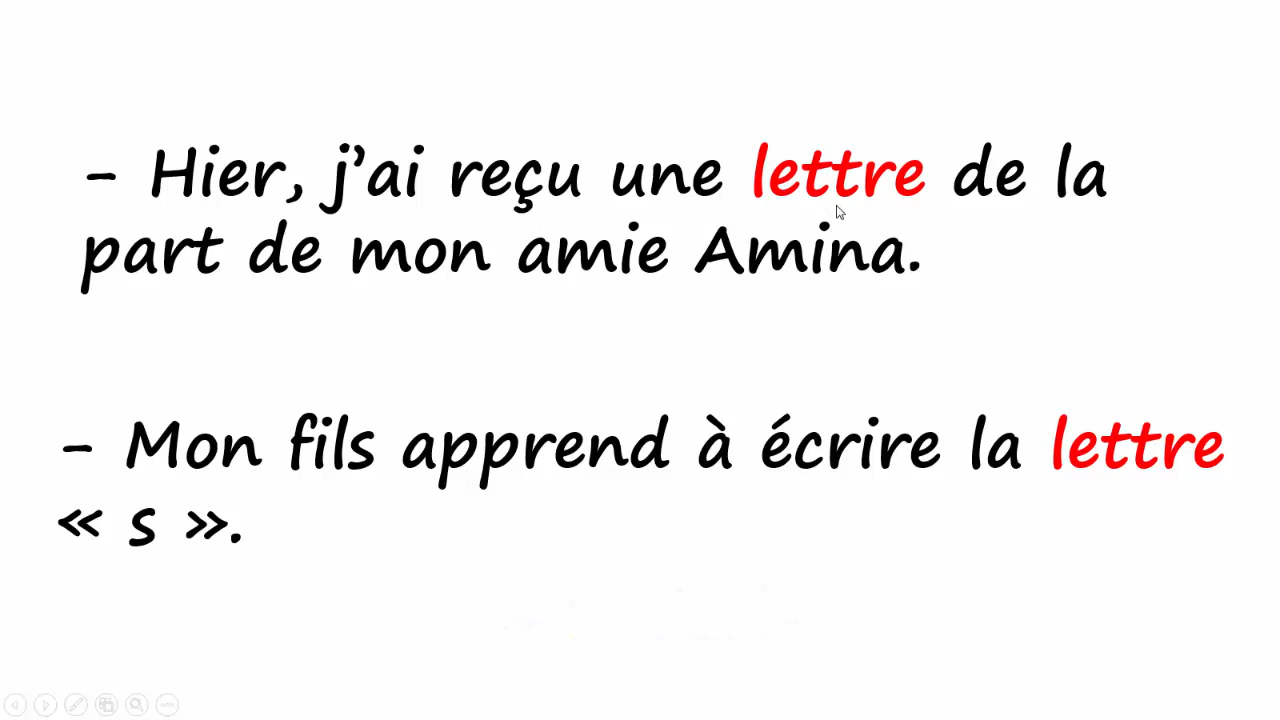 - Hier, j’ai reçu une lettre de la
part de mon amie Amina.
- Mon fils apprend à écrire la lettre
« s ».